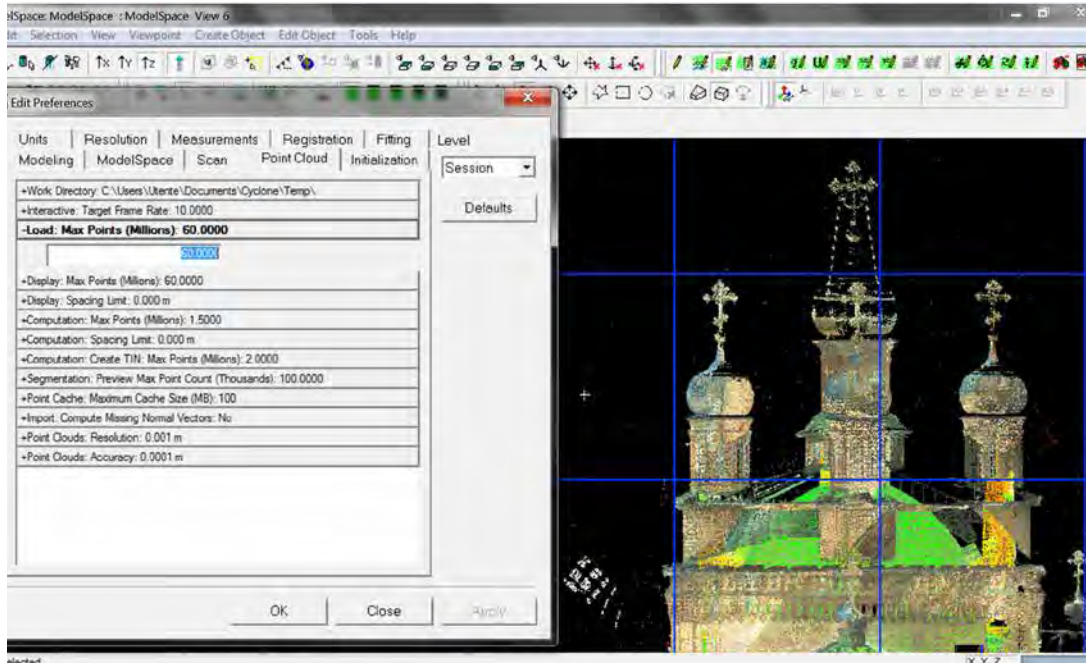 elSpace: ModelSpace : ModelSpace View 6
Selection View Viewpoint Create Object Edit Object Tools Help
Edit Preferences
Units Resolution Measurements Registration Fitting
Modeling ModelSpace Scan Point Cloud Initialization
Level
Session
Defaults
+Work Directory: C:\Users\Utente\Documents\Cyclone\Temp\
+Interactive: Target Frame Rate: 10.0000
-Load: Max Points (Millions): 60.0000
60.0000
+Display: Max Points (Millions): 60.0000
+Display: Spacing Limit: 0.000 m
+Computation: Max Points (Millions): 1.5000
+Computation: Spacing Limit: 0.000 m
+Computation: Create TIN: Max Points (Millions): 2.0000
+Segmentation: Preview Max Point Count (Thousands): 100.0000
+Point Cache: Maximum Cache Size (MB): 100
+Import: Compute Missing Normal Vectors: No
+Point Clouds: Resolution: 0.001 m
+Point Clouds: Accuracy: 0.0001 m
OK Close Apply